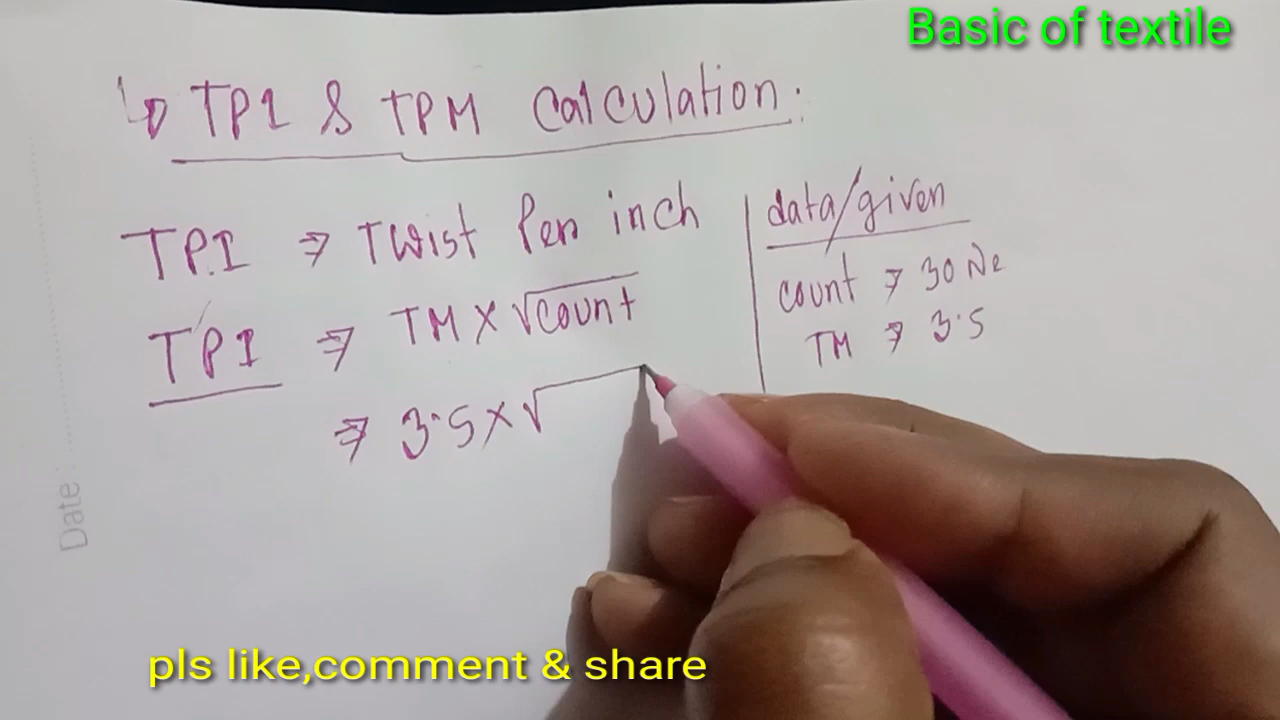 Basic of textile
↳ TPI & TPM Calculation:
TPI ⇒ Twist Per inch
TPI ⇒ TM × √count
⇒ 3.5 × √
data/given
count ⇒ 30 Ne
TM ⇒ 3.5
Date :
pls like,comment & share